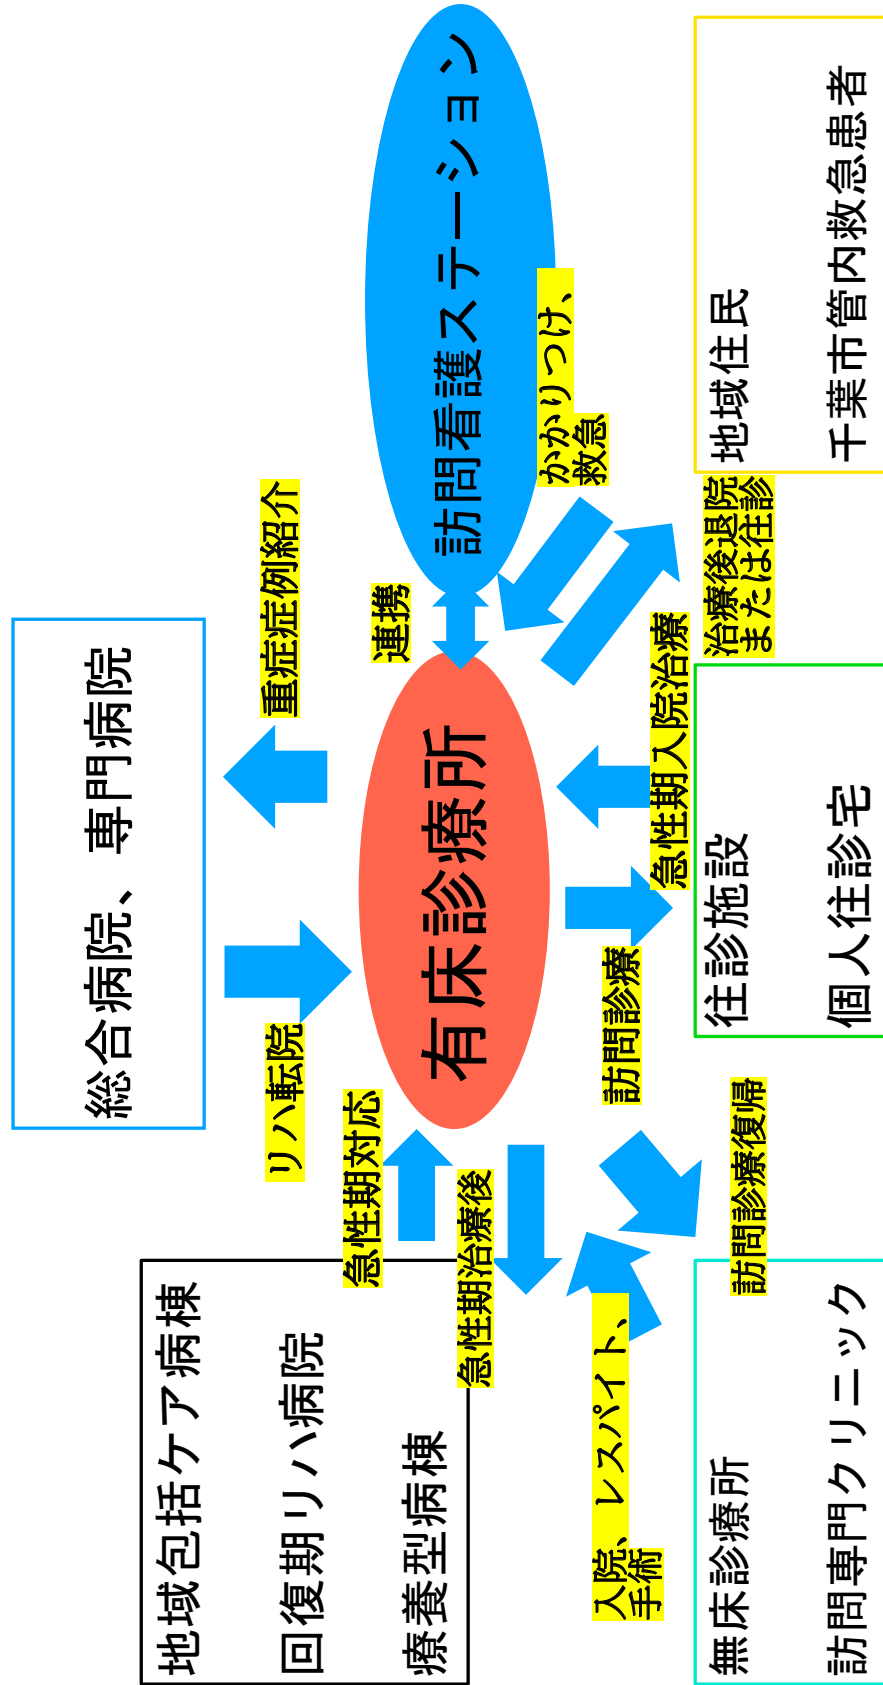 総合病院、専門病院
地域包括ケア病棟
回復期リハ病院
療養型病棟
リハ転院
重症症例紹介
急性期対応
急性期治療後
有床診療所
連携
訪問看護ステーション
かかりつけ、
救急
入院、レスパイト、
手術
訪問診療
急性期入院治療
治療後退院
または往診
訪問診療復帰
無床診療所
訪問専門クリニック
往診施設
個人往診宅
地域住民
千葉市管内救急患者